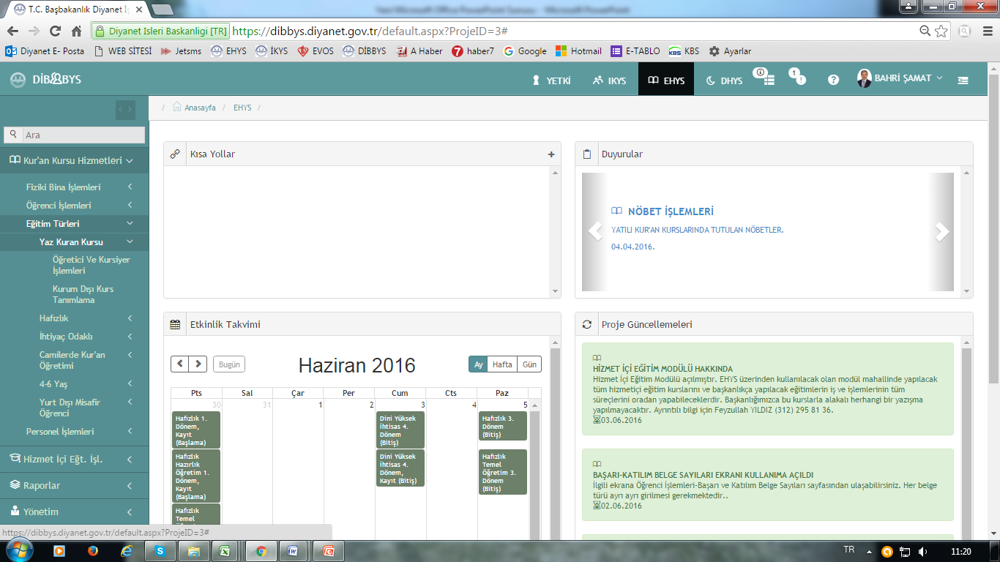 T.C. Başbakanlık Diyanet İş
Diyanet Isleri Baskanligi [TR] https://dibbys.diyanet.gov.tr/default.aspx?ProjeID=3#
Diyanet E- Posta WEB SİTESİ Jetsms EHYS İKYS EVOS DİBBYS A Haber haber7 Google Hotmail E-TABLO KBS Ayarlar
DİBBYS YETKİ IKYS EHYS DHYS 1 BAHRİ ŞAMAT
/ Anasayfa / EHYS /
Ara
Kur'an Kursu Hizmetleri
Fiziki Bina İşlemleri
Öğrenci İşlemleri
Eğitim Türleri
Yaz Kuran Kursu
Öğretici Ve Kursiyer
İşlemleri
Kurum Dışı Kurs
Tanımlama
Hafızlık
İhtiyaç Odaklı
Camilerde Kur'an
Öğretimi
4-6 Yaş
Yurt Dışı Misafir
Öğrenci
Personel İşlemleri
Hizmet İçi Eğt. İşl.
Raporlar
Yönetim
Kısa Yollar
Duyurular
NÖBET İŞLEMLERİ
YATILI KUR'AN KURSLARINDA TUTULAN NÖBETLER.
04.04.2016.
Etkinlik Takvimi
Bugün Haziran 2016 Ay Hafta Gün
Pts Sal Çar Per Cum Cts Paz
30 31 1 2 3 4 5
Hafızlık 1.
Dönem,
Kayıt
(Başlama)
Hafızlık
Hazırlık
Öğretim 1.
Dönem,
Kayıt
(Başlama)
Hafızlık
Temel
Dini Yüksek
İhtisas 4.
Dönem
(Bitiş)
Dini Yüksek
İhtisas 4.
Dönem,
Kayıt (Bitiş)
Hafızlık 3.
Dönem
(Bitiş)
Hafızlık
Temel
Öğretim 3.
Dönem
(Bitiş)
Proje Güncellemeleri
HİZMET İÇİ EĞİTİM MODÜLÜ HAKKINDA
Hizmet İçi Eğitim Modülü açılmıştır. EHYS üzerinden kullanılacak olan modül mahallinde yapılacak
tüm hizmetiçi eğitim kurslarını ve başkanlıkça yapılacak eğitimlerin iş ve işlemlerinin tüm
süreçlerini oradan yapabileceklerdir. Başkanlığımızca bu kurslarla alakalı herhangi bir yazışma
yapılmayacaktır. Ayrıntılı bilgi için Feyzullah YILDIZ (312) 295 81 36.
03.06.2016
BAŞARI-KATILIM BELGE SAYILARI EKRANI KULLANIMA AÇILDI
İlgili ekrana Öğrenci İşlemleri-Başarı ve Katılım Belge Sayıları sayfasından ulaşabilirsiniz. Her belge
türü ayrı ayrı girilmesi gerekmektedir..
02.06.2016
https://dibbys.diyanet.gov.tr/default.aspx?ProjeID=3#
TR 11:20